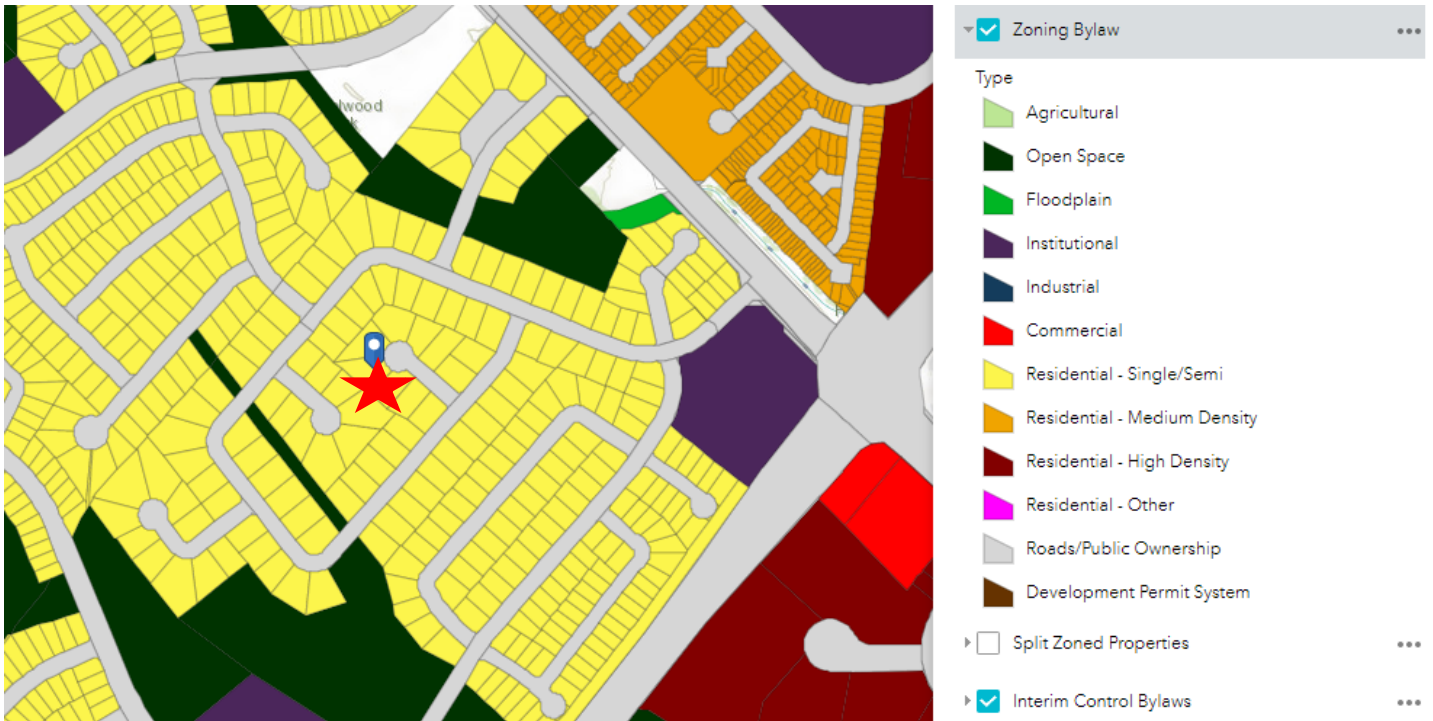 lwood
k
Zoning Bylaw
Type
Agricultural
Open Space
Floodplain
Institutional
Industrial
Commercial
Residential - Single/Semi
Residential - Medium Density
Residential - High Density
Residential - Other
Roads/Public Ownership
Development Permit System
Split Zoned Properties
Interim Control Bylaws